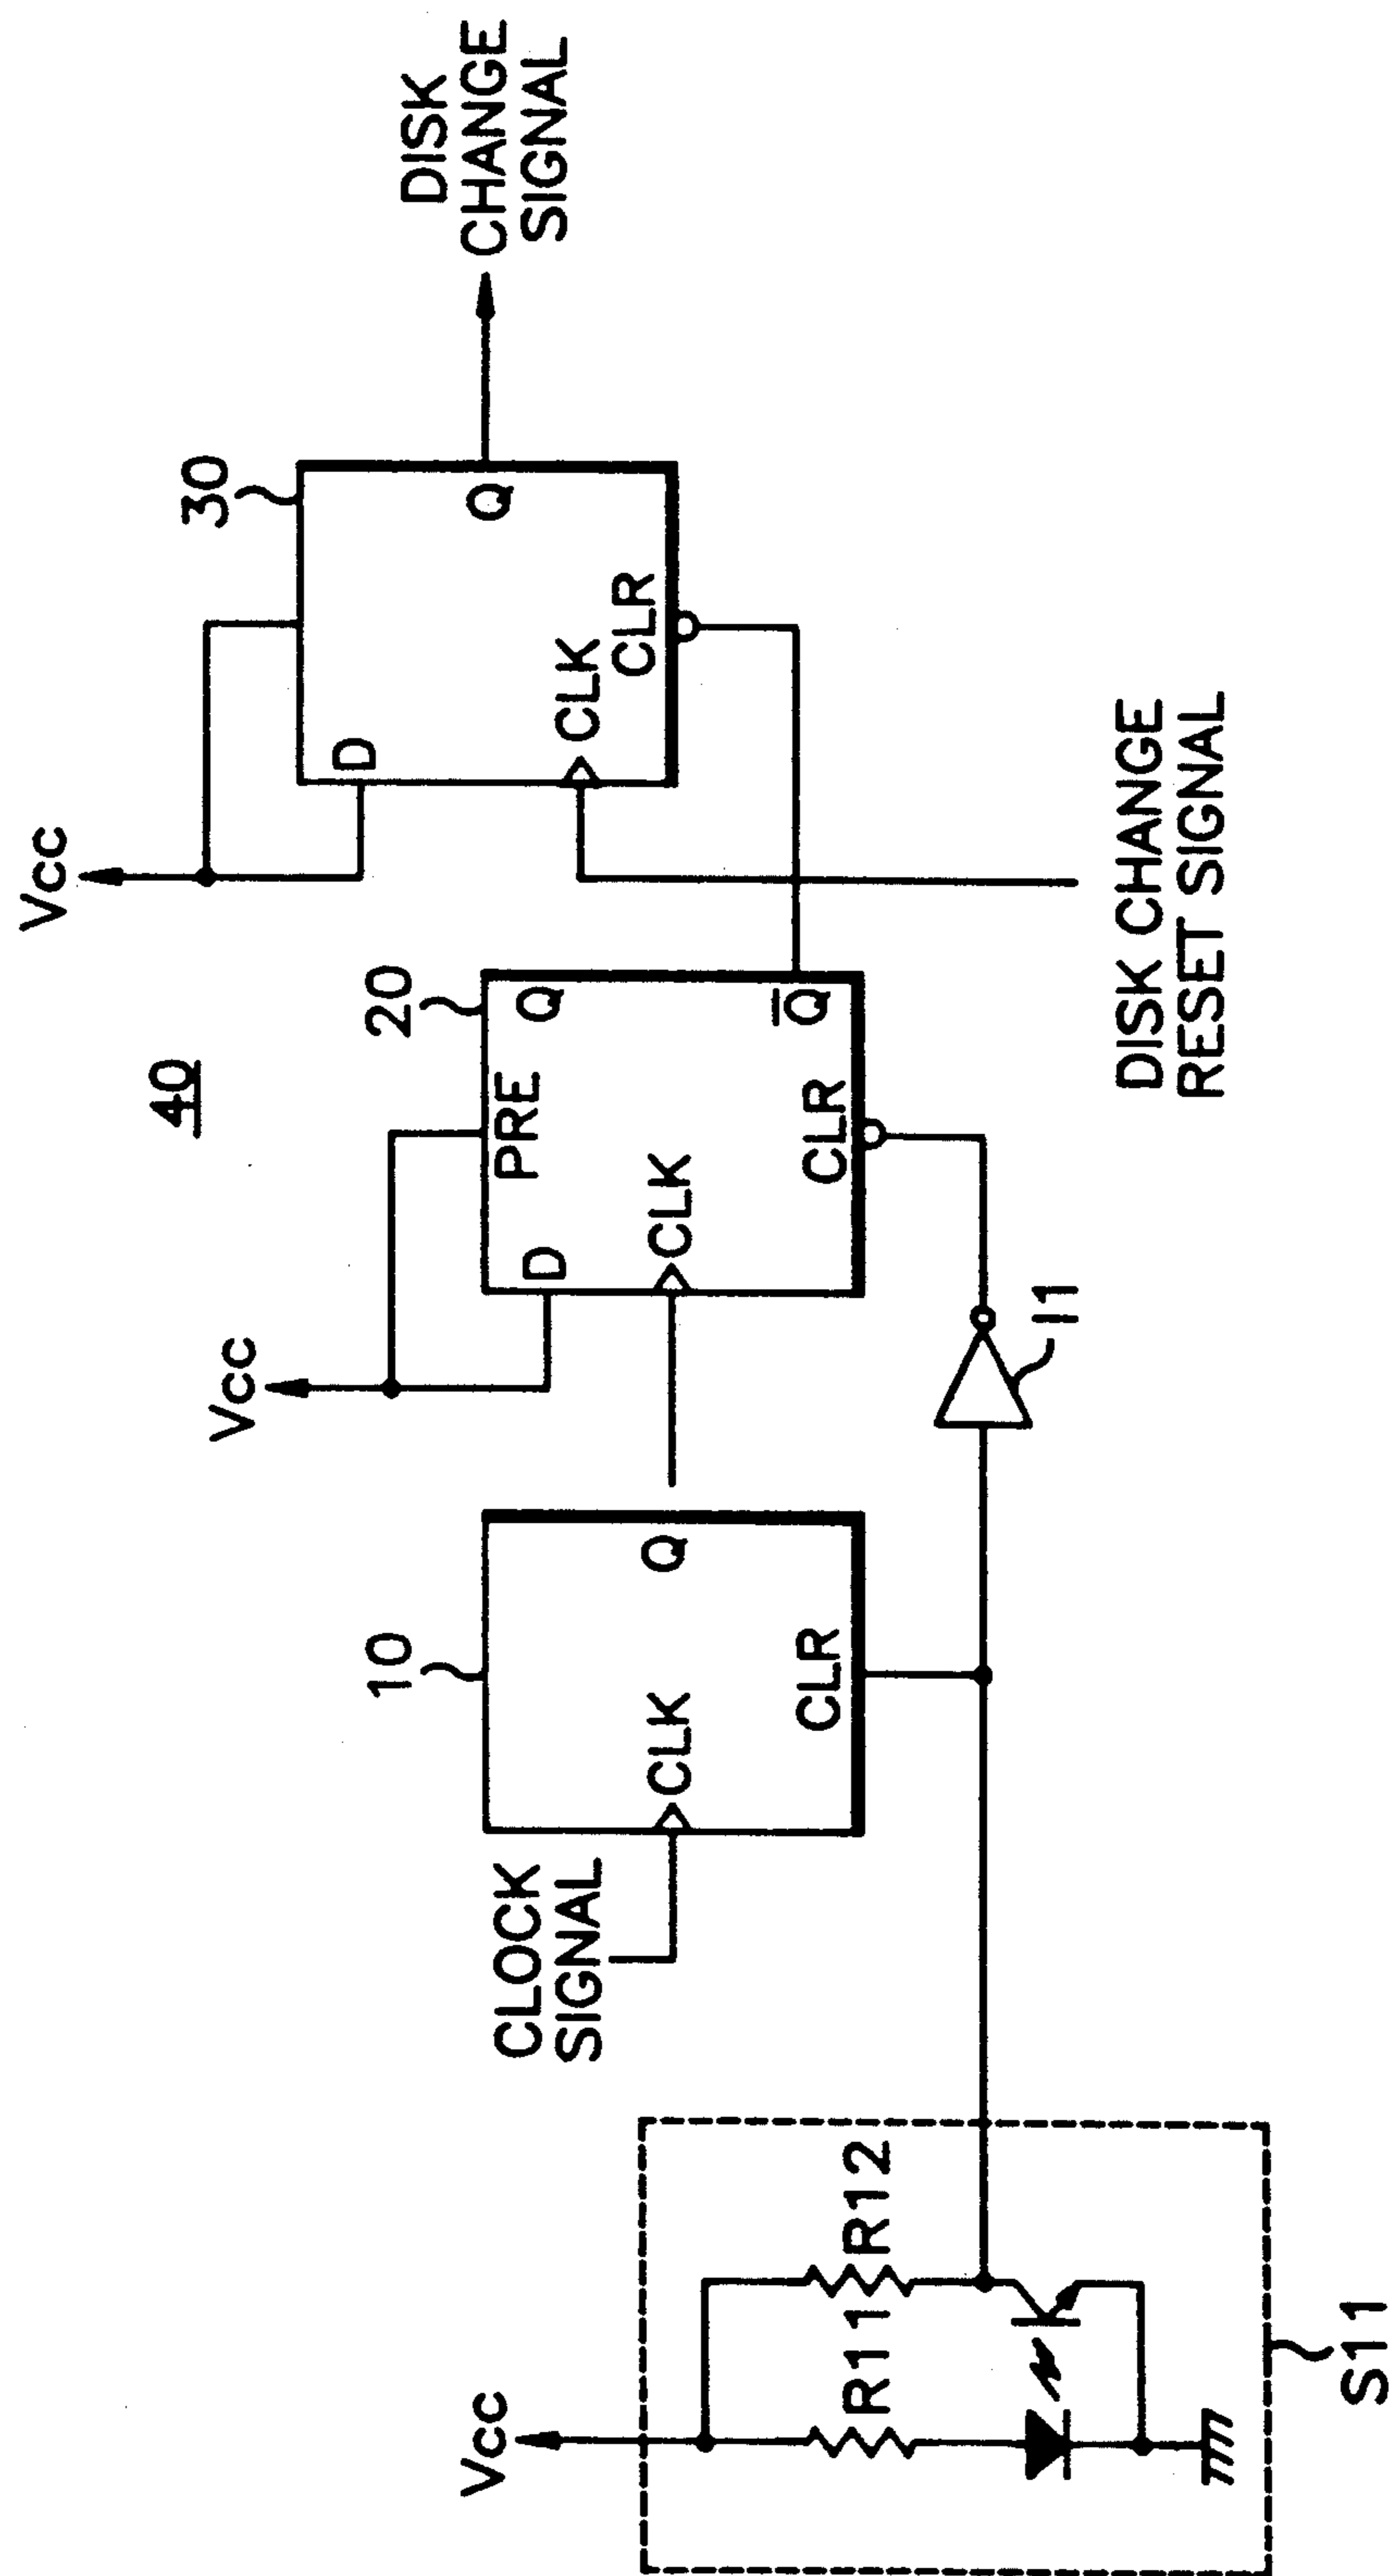 40
Vcc
30
D
Q
CLK
CLR
DISK
CHANGE
SIGNAL
Vcc
20
D
PRE
Q
CLK
CLR
Q̅
DISK CHANGE
RESET SIGNAL
10
CLOCK
SIGNAL
CLK
Q
CLR
I1
Vcc
R11
R12
S11